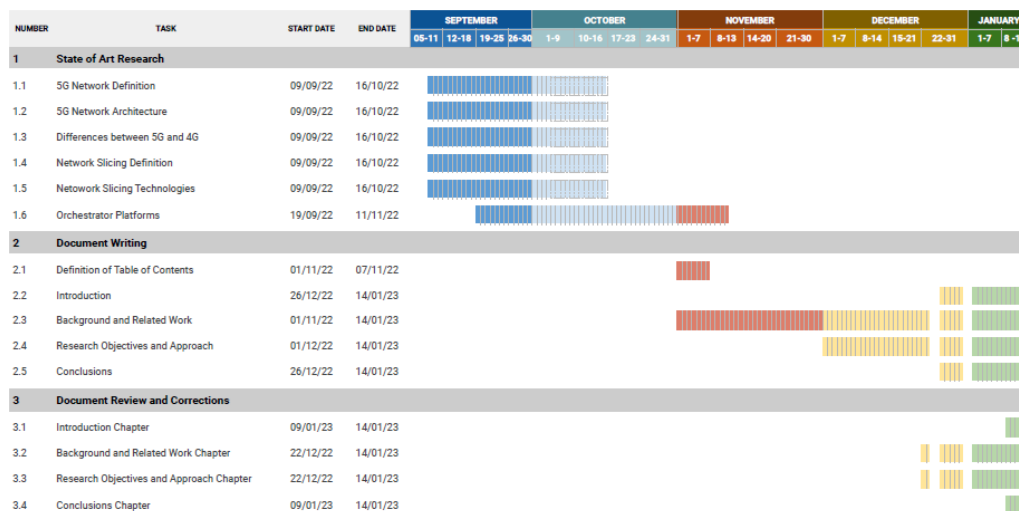 NUMBER TASK START DATE END DATE SEPTEMBER OCTOBER NOVEMBER DECEMBER JANUARY
05-11 12-18 19-25 26-30 1-9 10-16 17-23 24-31 1-7 8-13 14-20 21-30 1-7 8-14 15-21 22-31 1-7 8-1
1 State of Art Research
1.1 5G Network Definition 09/09/22 16/10/22
1.2 5G Network Architecture 09/09/22 16/10/22
1.3 Differences between 5G and 4G 09/09/22 16/10/22
1.4 Network Slicing Definition 09/09/22 16/10/22
1.5 Netowork Slicing Technologies 09/09/22 16/10/22
1.6 Orchestrator Platforms 19/09/22 11/11/22
2 Document Writing
2.1 Definition of Table of Contents 01/11/22 07/11/22
2.2 Introduction 26/12/22 14/01/23
2.3 Background and Related Work 01/11/22 14/01/23
2.4 Research Objectives and Approach 01/12/22 14/01/23
2.5 Conclusions 26/12/22 14/01/23
3 Document Review and Corrections
3.1 Introduction Chapter 09/01/23 14/01/23
3.2 Background and Related Work Chapter 22/12/22 14/01/23
3.3 Research Objectives and Approach Chapter 22/12/22 14/01/23
3.4 Conclusions Chapter 09/01/23 14/01/23